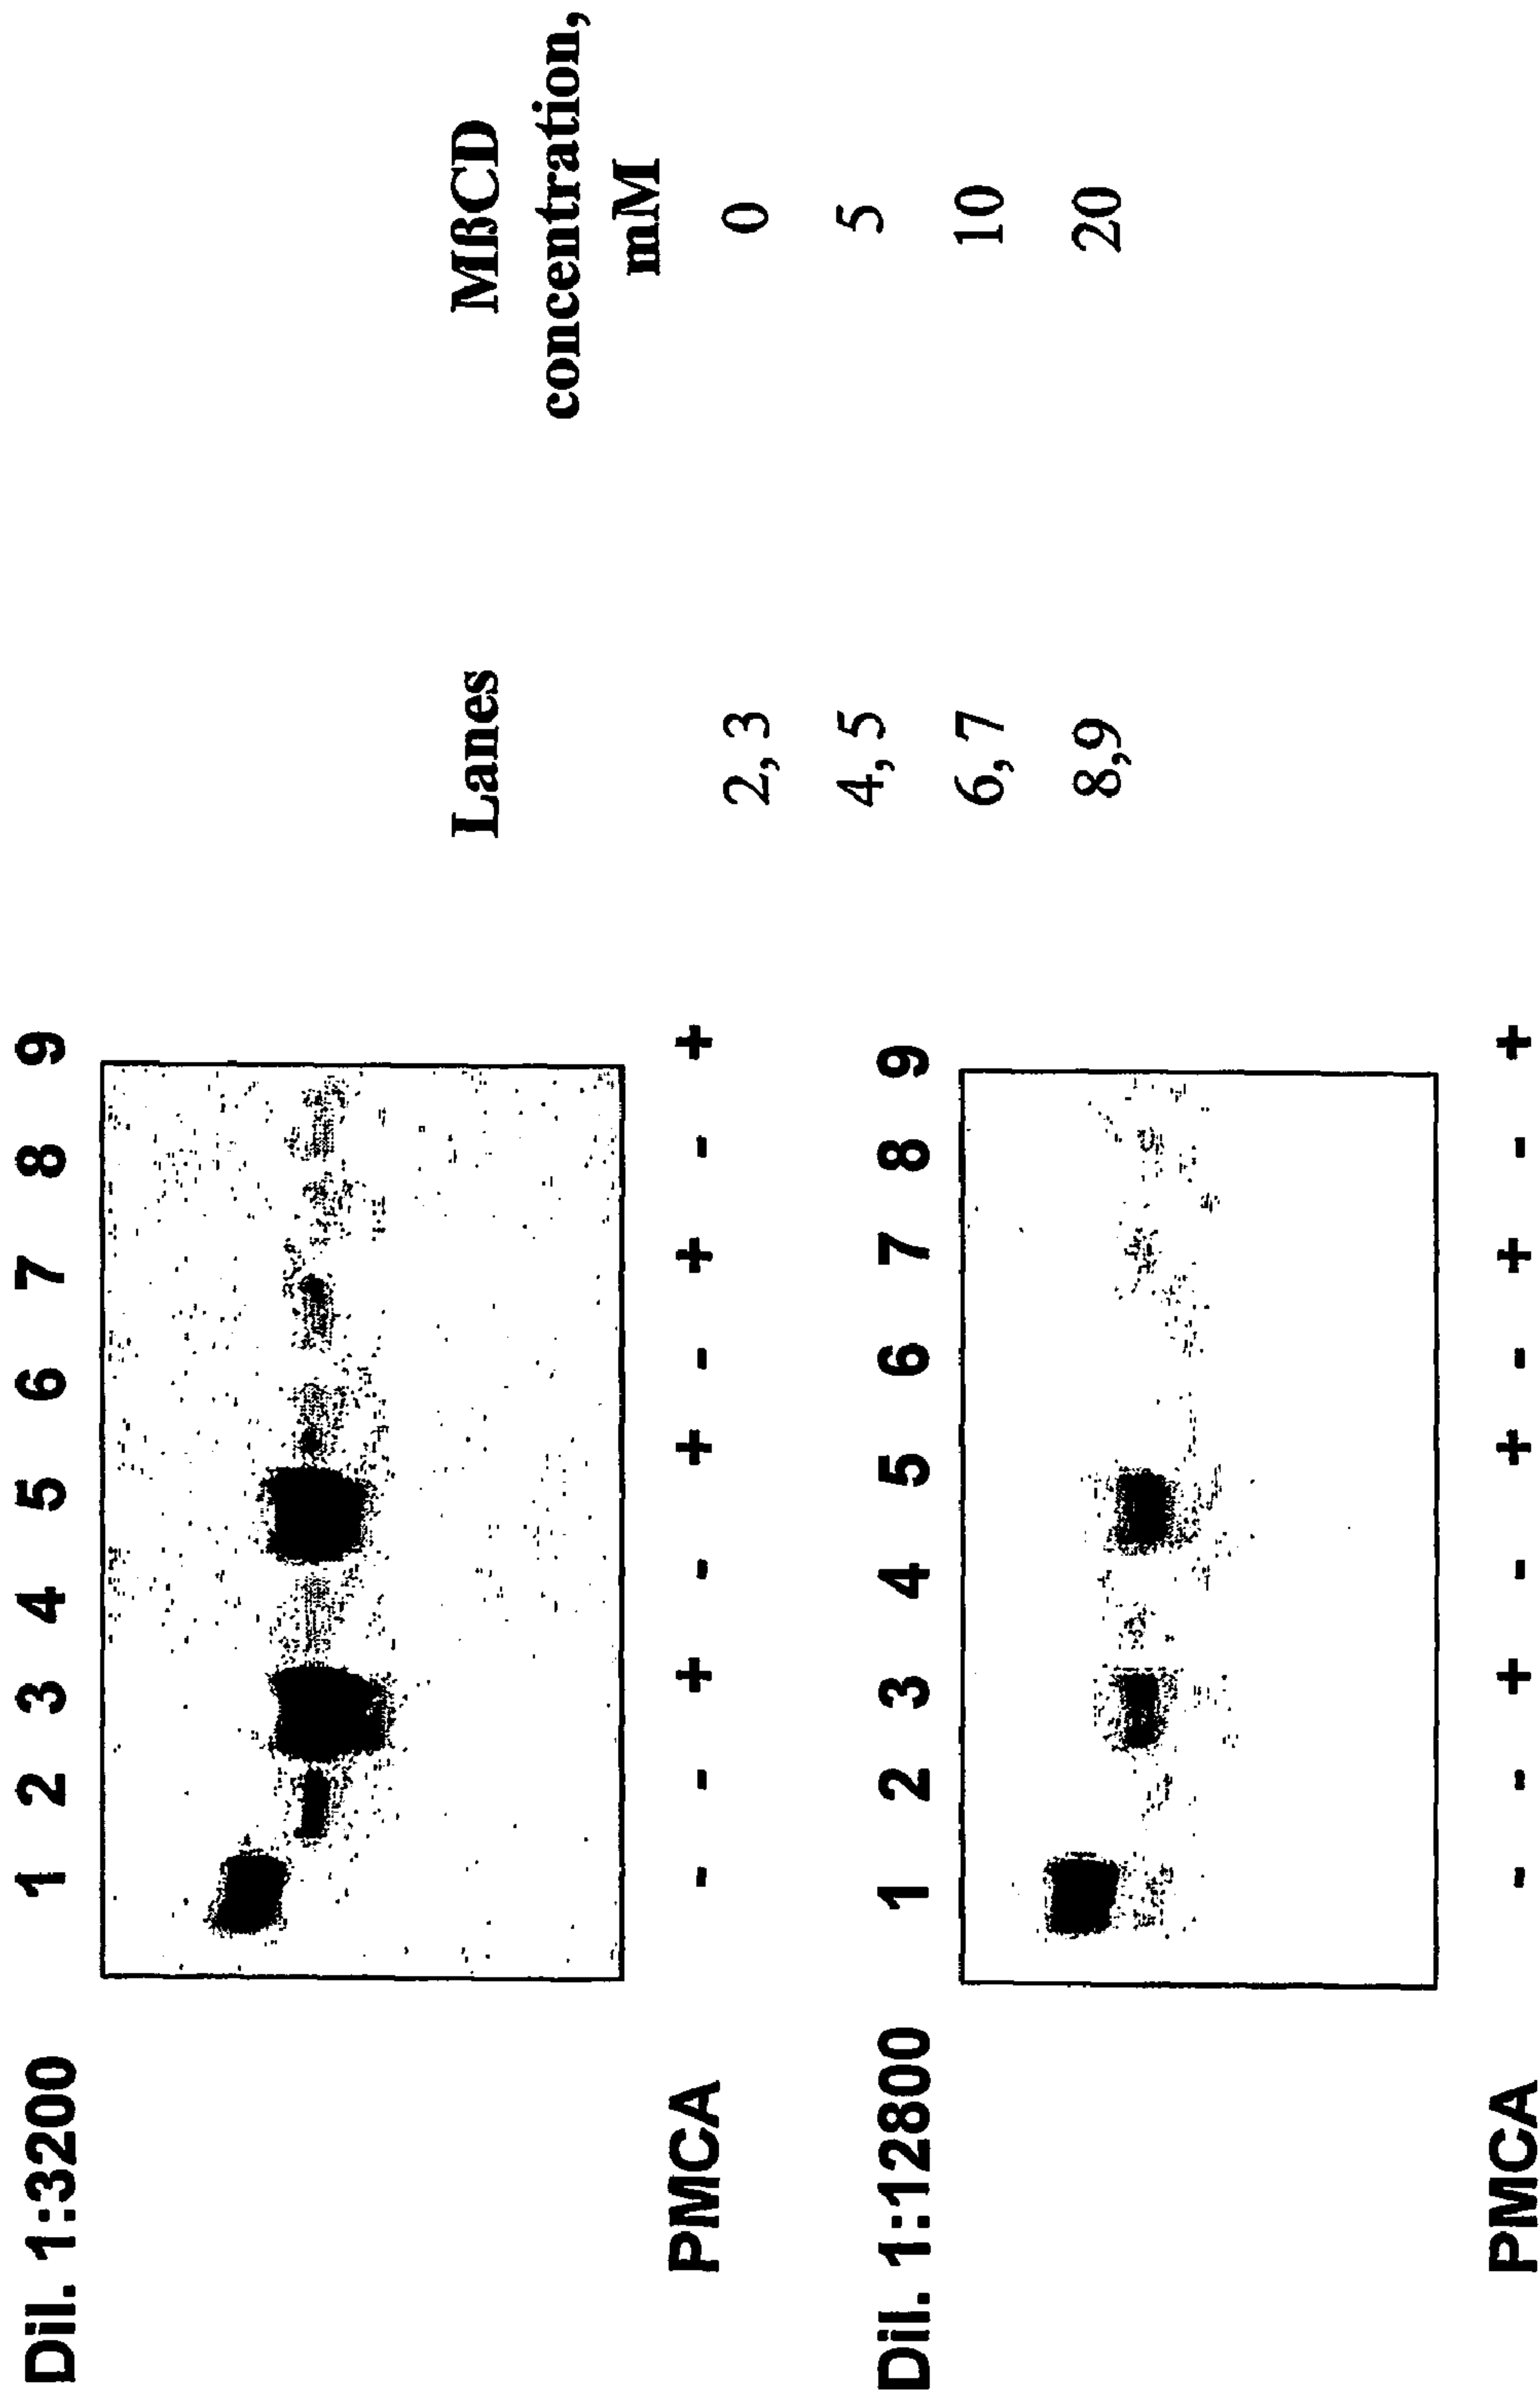 Dil. 1:3200
1 2 3 4 5 6 7 8 9
PMCA - - + - + - + - +
Dil. 1:12800
1 2 3 4 5 6 7 8 9
PMCA - - + - + - + - +
Lanes MßCD concentration, mM
2, 3 0
4, 5 5
6, 7 10
8,9 20